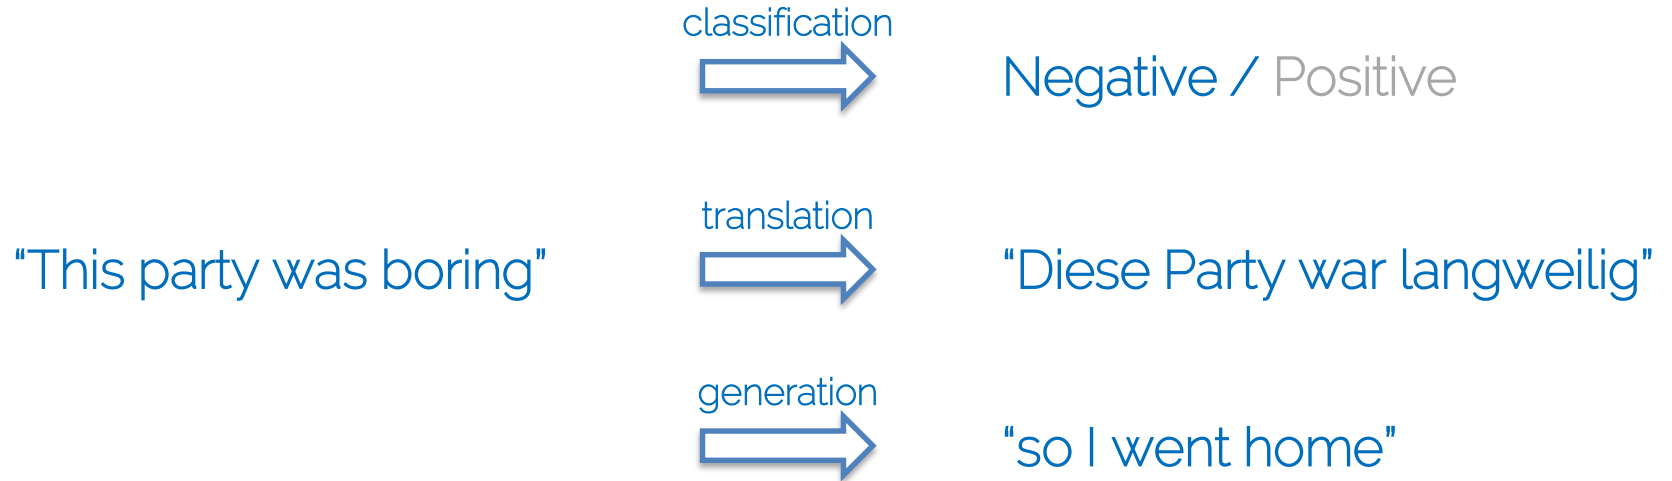 classification
Negative / Positive
translation
“This party was boring”
“Diese Party war langweilig”
generation
“so I went home”